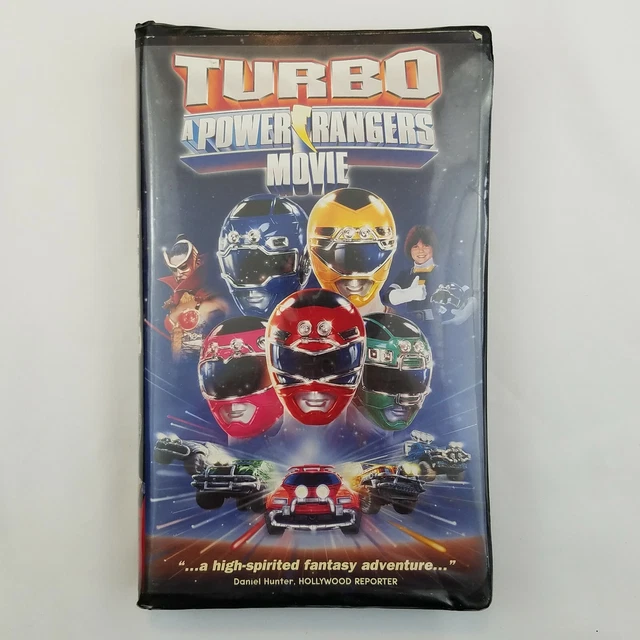 TURBO
A POWER RANGERS
MOVIE
"...a high-spirited fantasy adventure..."
Daniel Hunter, HOLLYWOOD REPORTER